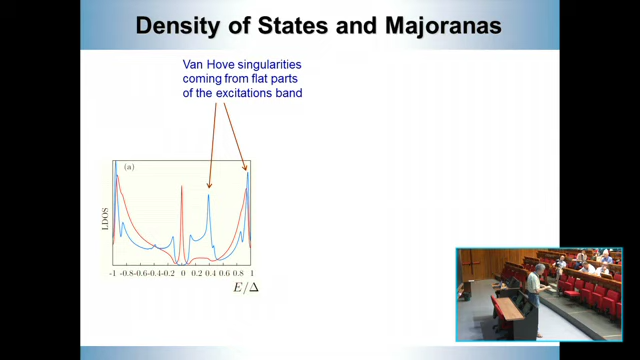 Density of States and Majoranas
Van Hove singularities
coming from flat parts
of the excitations band
(a)
LDOS
-1 -0.8 -0.6 -0.4 -0.2 0 0.2 0.4 0.6 0.8 1
E/Δ